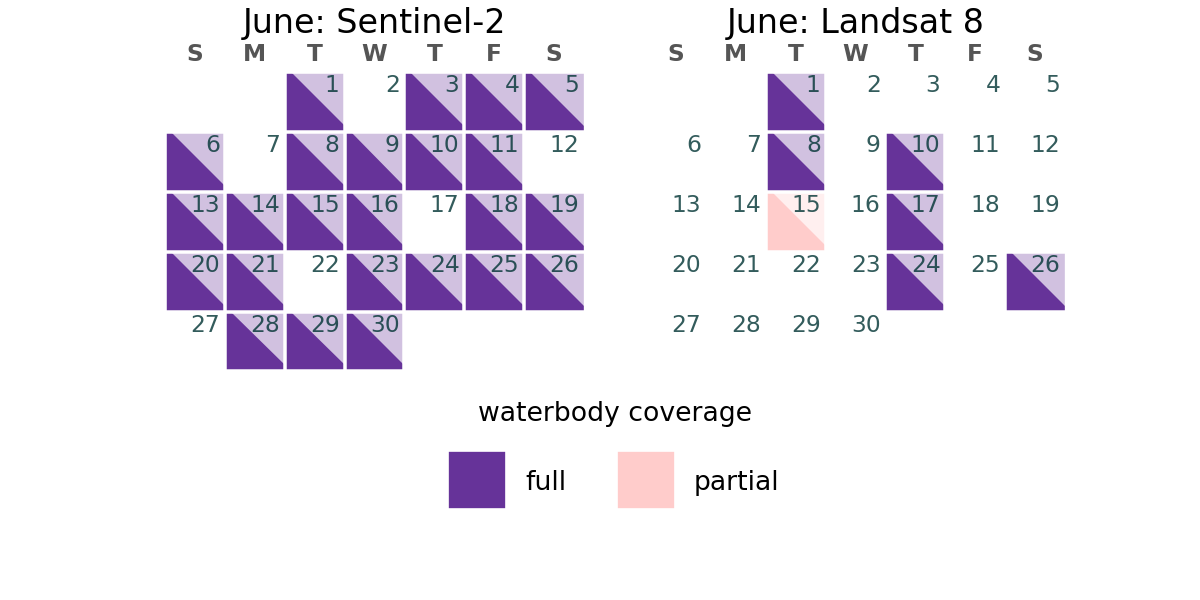 June: Sentinel-2
S M T W T F S
1 2 3 4 5
6 7 8 9 10 11 12
13 14 15 16 17 18 19
20 21 22 23 24 25 26
27 28 29 30
June: Landsat 8
S M T W T F S
1 2 3 4 5
6 7 8 9 10 11 12
13 14 15 16 17 18 19
20 21 22 23 24 25 26
27 28 29 30
waterbody coverage
full partial